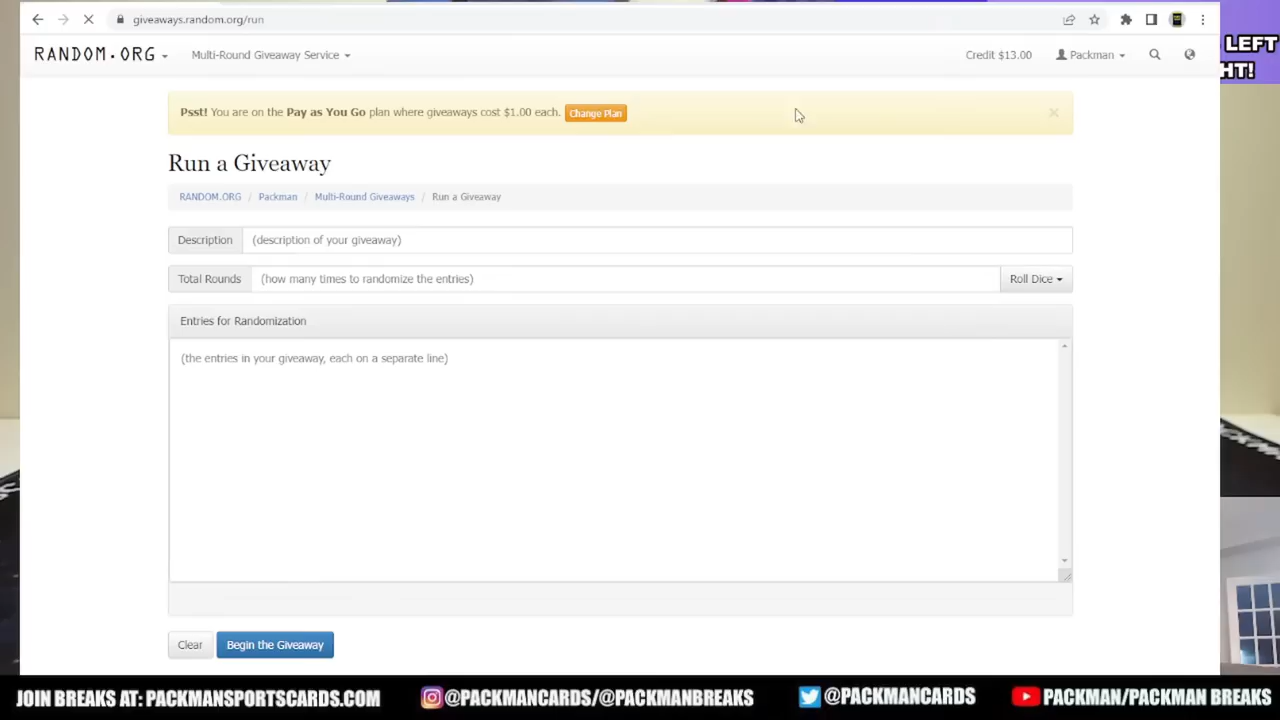 giveaways.random.org/run
LEFT
HT!
RANDOM.ORG Multi-Round Giveaway Service Credit $13.00 Packman
Psst! You are on the Pay as You Go plan where giveaways cost $1.00 each. Change Plan
Run a Giveaway
RANDOM.ORG / Packman / Multi-Round Giveaways / Run a Giveaway
Description (description of your giveaway)
Total Rounds (how many times to randomize the entries) Roll Dice
Entries for Randomization
(the entries in your giveaway, each on a separate line)
Clear Begin the Giveaway
JOIN BREAKS AT: PACKMANSPORTSCARDS.COM @PACKMANCARDS/@PACKMANBREAKS @PACKMANCARDS PACKMAN/PACKMAN BREAKS